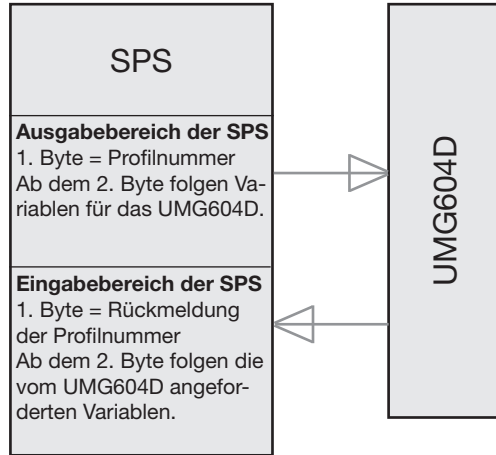 SPS
Ausgabebereich der SPS
1. Byte = Profilnummer
Ab dem 2. Byte folgen Va-
riablen für das UMG604D.
Eingabebereich der SPS
1. Byte = Rückmeldung
der Profilnummer
Ab dem 2. Byte folgen die
vom UMG604D angefor-
derten Variablen.
UMG604D